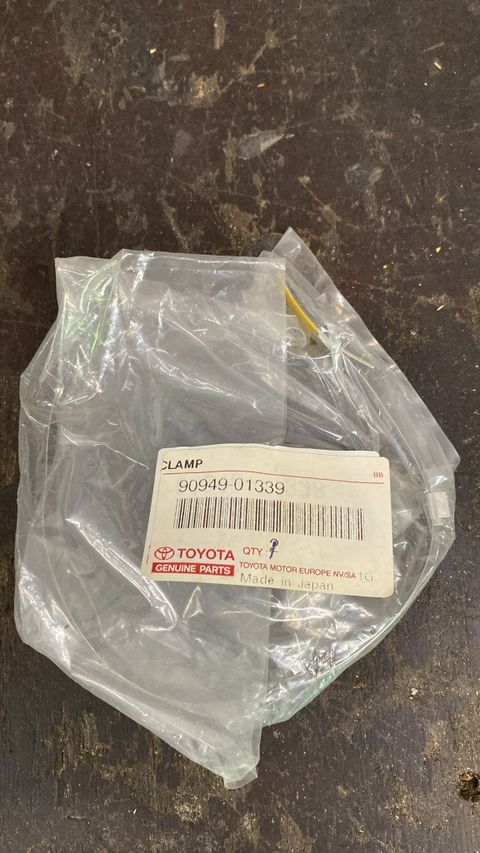 CLAMP
BB
90949-01339
TOYOTA
GENUINE PARTS
QTY :
TOYOTA MOTOR EUROPE NV/SA 1G
Made in Japan